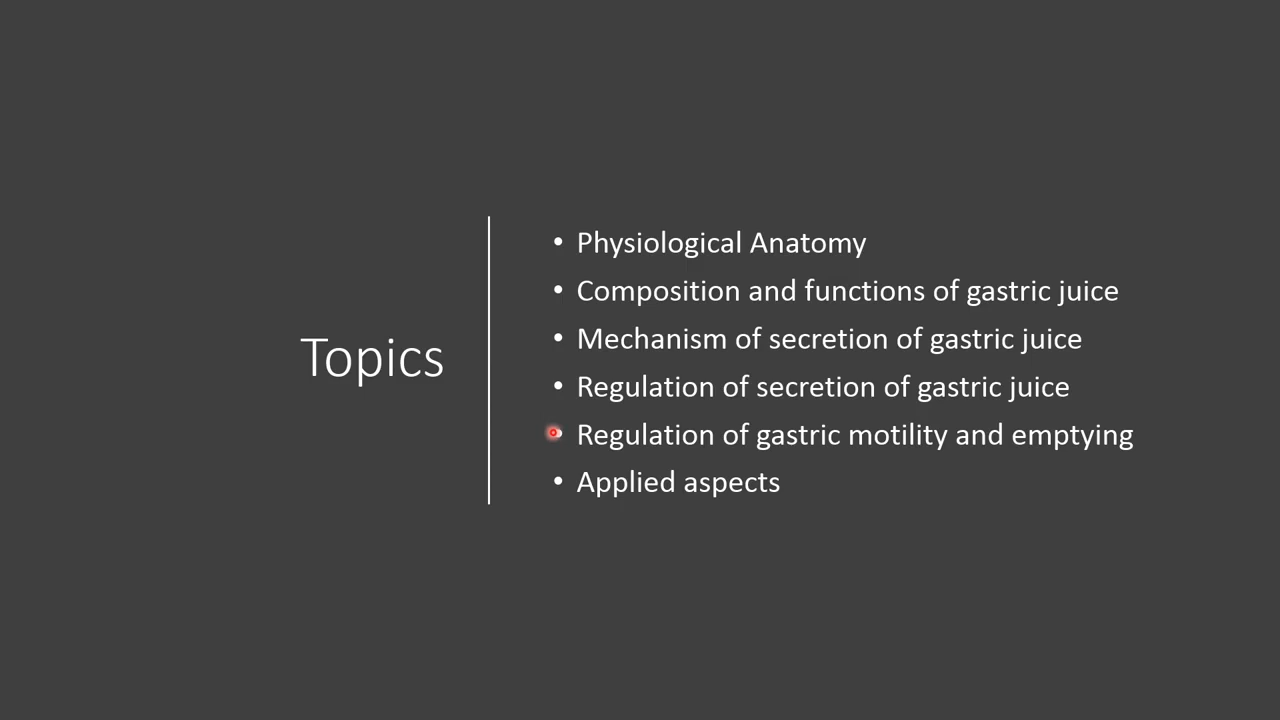 Topics
• Physiological Anatomy
• Composition and functions of gastric juice
• Mechanism of secretion of gastric juice
• Regulation of secretion of gastric juice
• Regulation of gastric motility and emptying
• Applied aspects